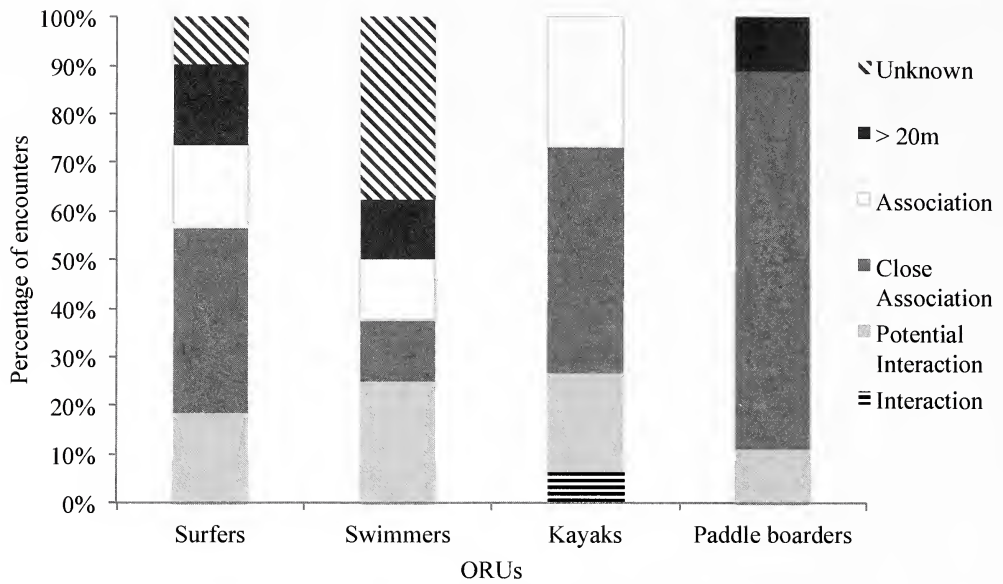 100%
90%
80%
70%
60%
50%
40%
30%
20%
10%
0%
Percentage of encounters
Surfers
Swimmers
Kayaks
Paddle boarders
ORUs
Unknown
> 20m
Association
Close
Association
Potential
Interaction
Interaction